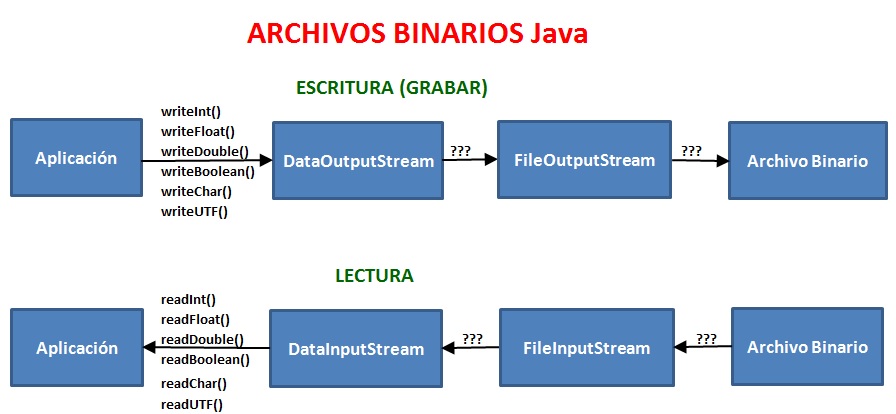 ARCHIVOS BINARIOS Java
ESCRITURA (GRABAR)
Aplicación
writeInt()
writeFloat()
writeDouble()
writeBoolean()
writeChar()
writeUTF()
DataOutputStream
???
FileOutputStream
???
Archivo Binario
LECTURA
Aplicación
readInt()
readFloat()
readDouble()
readBoolean()
readChar()
readUTF()
DataInputStream
???
FileInputStream
???
Archivo Binario